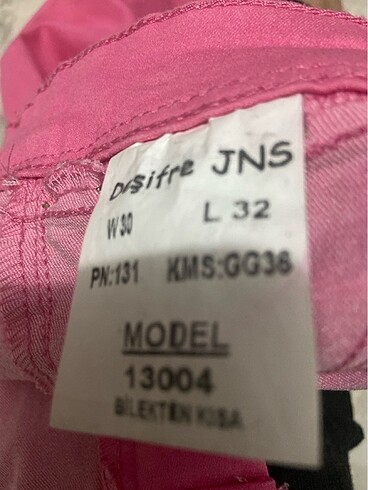 Deşifre JNS
W 30 L 32
PN:131 KMS:GG36
MODEL
13004
BİLEKTEN KISA